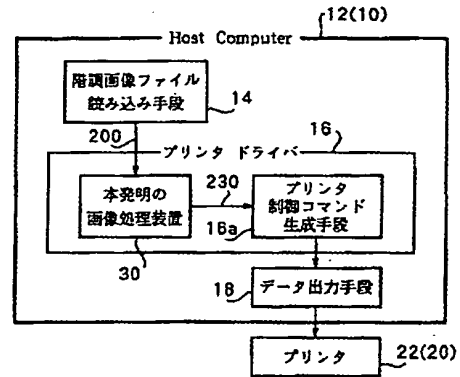 12(10)
Host Computer
階調画像ファイル
読み込み手段
14
200
16
プリンタ ドライバ
本発明の
画像処理装置
230
プリンタ
制御コマンド
生成手段
16a
30
18
データ出力手段
プリンタ
22(20)